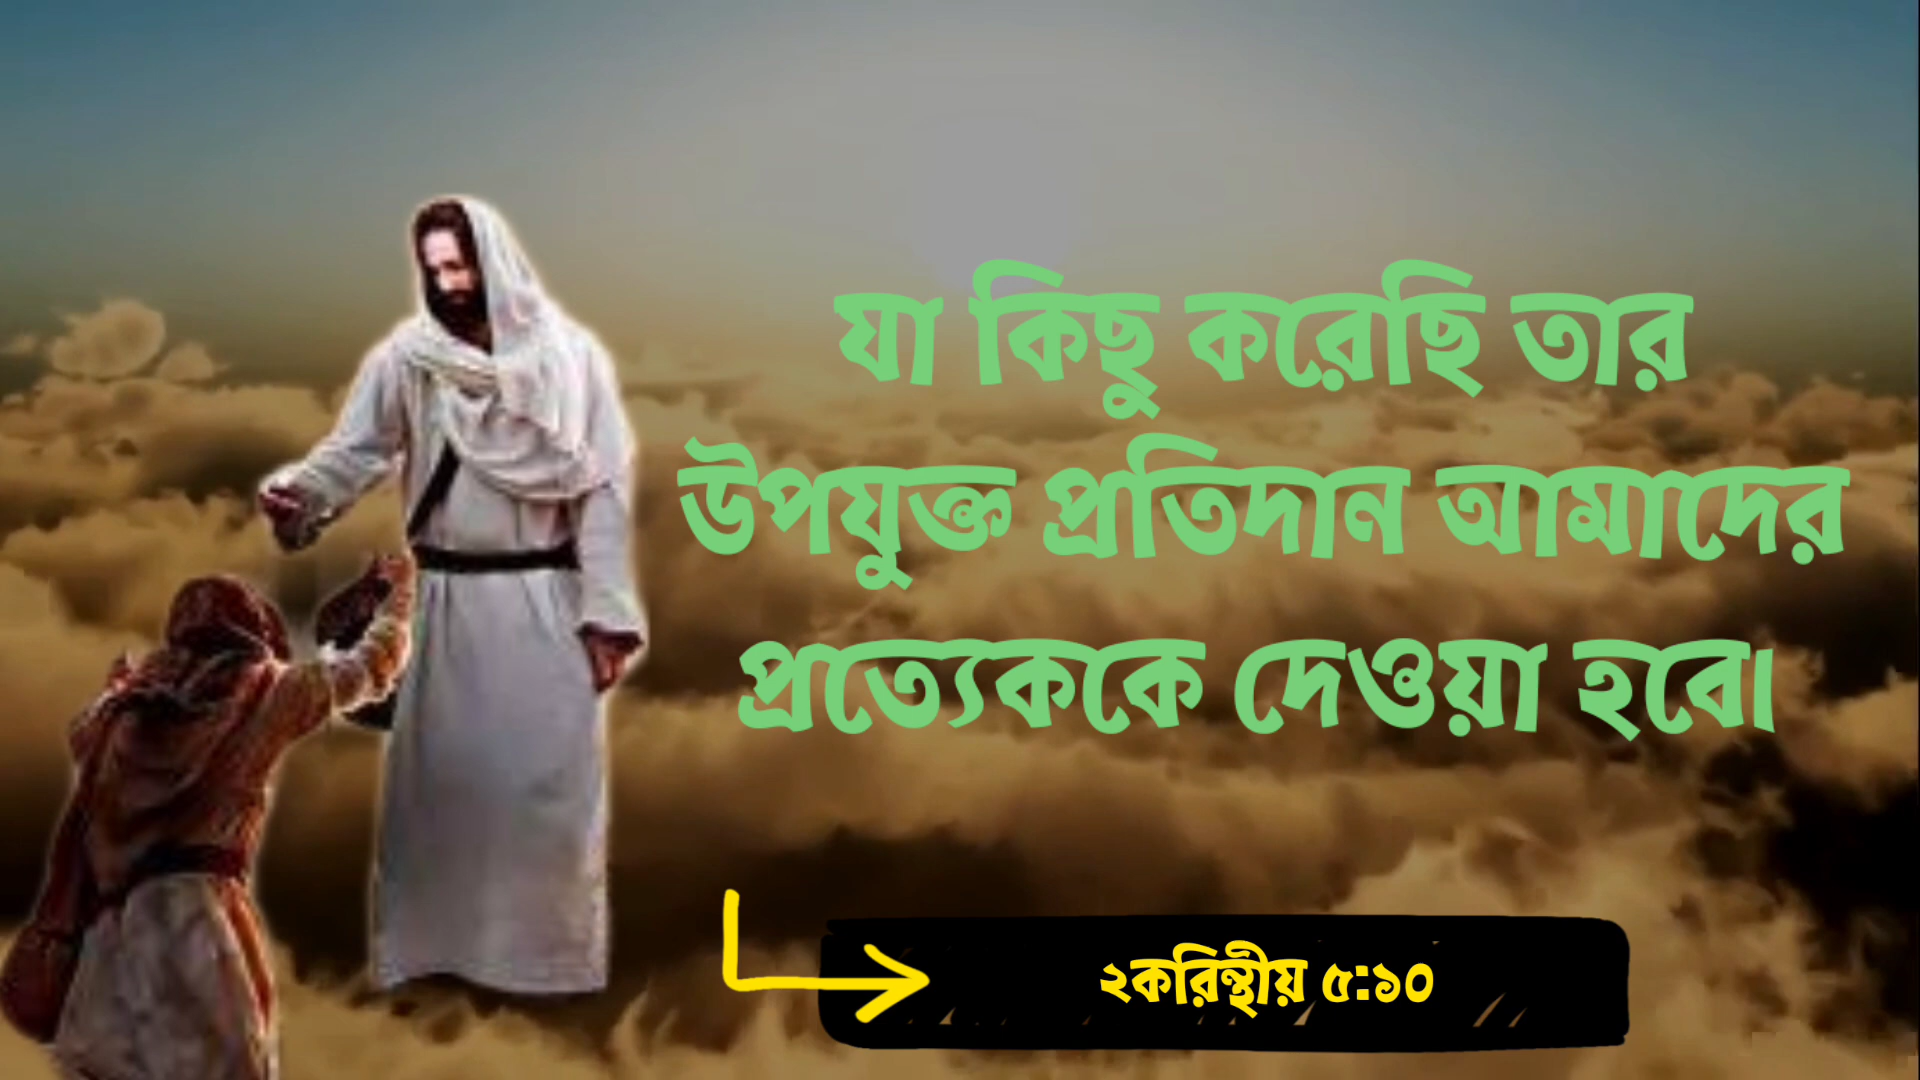 যা কিছু করেছি তার
উপযুক্ত প্রতিদান আমাদের
প্রত্যেককে দেওয়া হবে।
২করিন্থীয় ৫:১০